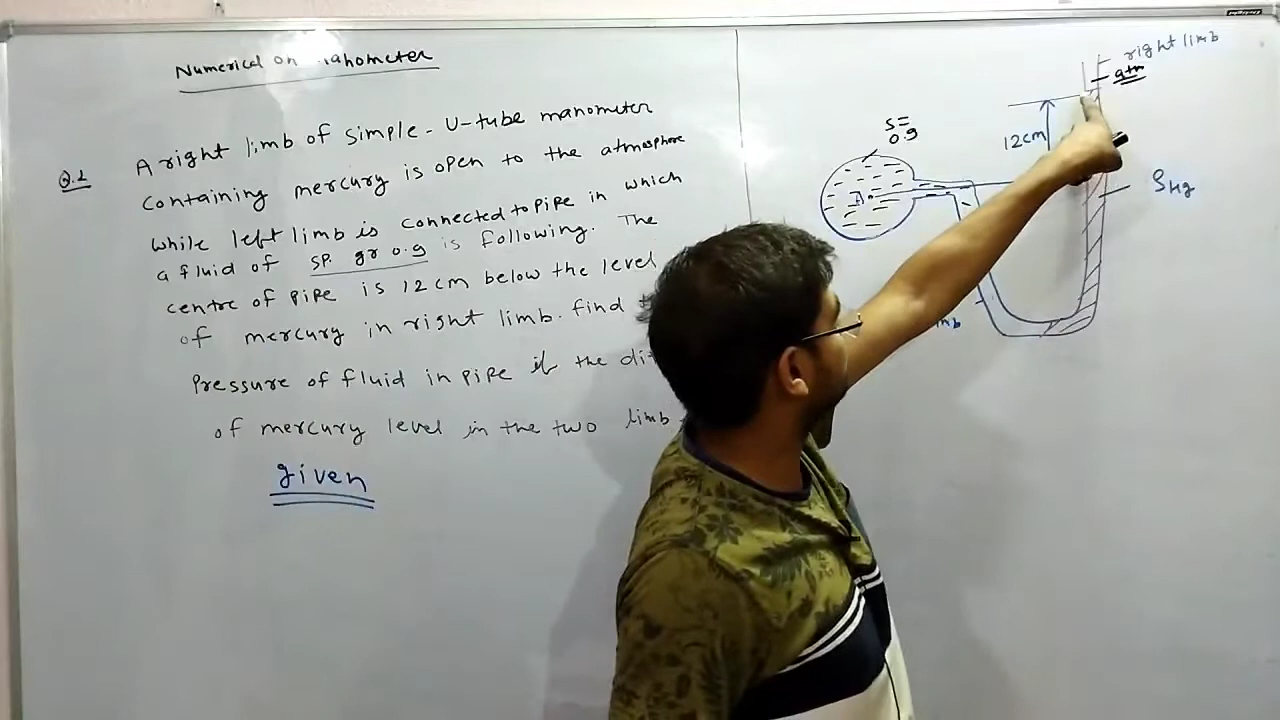 Numerical on Manometer
Q.1 A right limb of simple - U-tube manometer
containing mercury is open to the atmosphere
while left limb is connected to pipe in which
a fluid of sp. gr 0.9 is following. The
centre of pipe is 12 cm below the level
of mercury in right limb. find
Pressure of fluid in pipe if the
of mercury level in the two limb
given
right limb
atm
12cm
S=
0.9
A
SHg